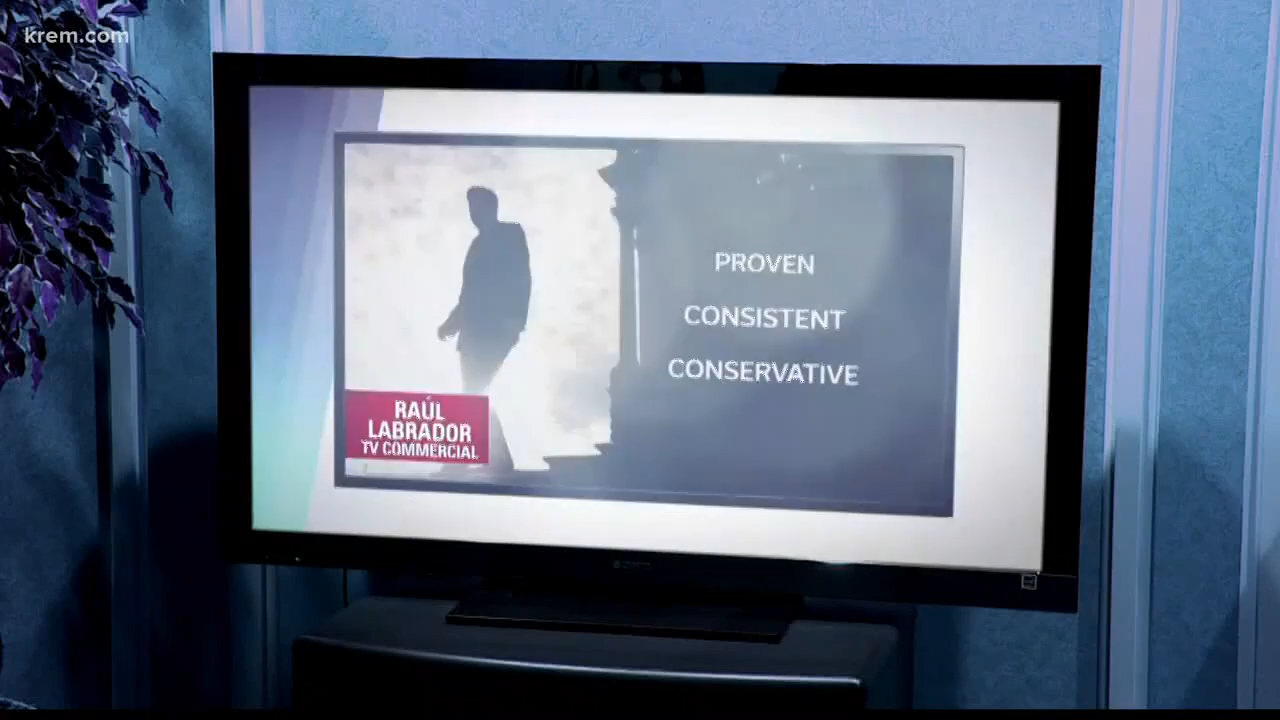 krem.com
PROVEN
CONSISTENT
CONSERVATIVE
RAÚL
LABRADOR
TV COMMERCIAL